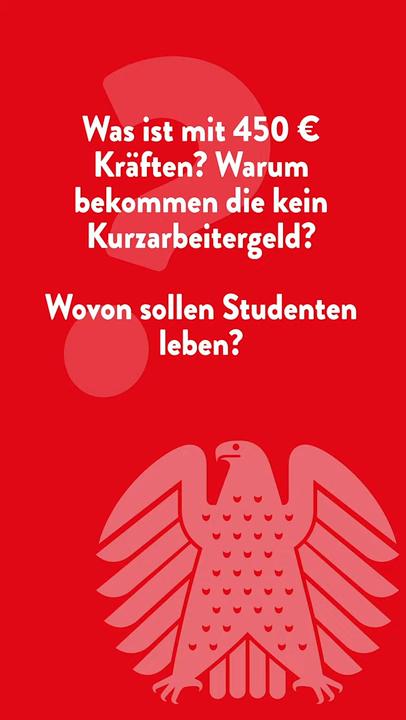 Was ist mit 450 €
Kräften? Warum
bekommen die kein
Kurzarbeitergeld?
Wovon sollen Studenten
leben?